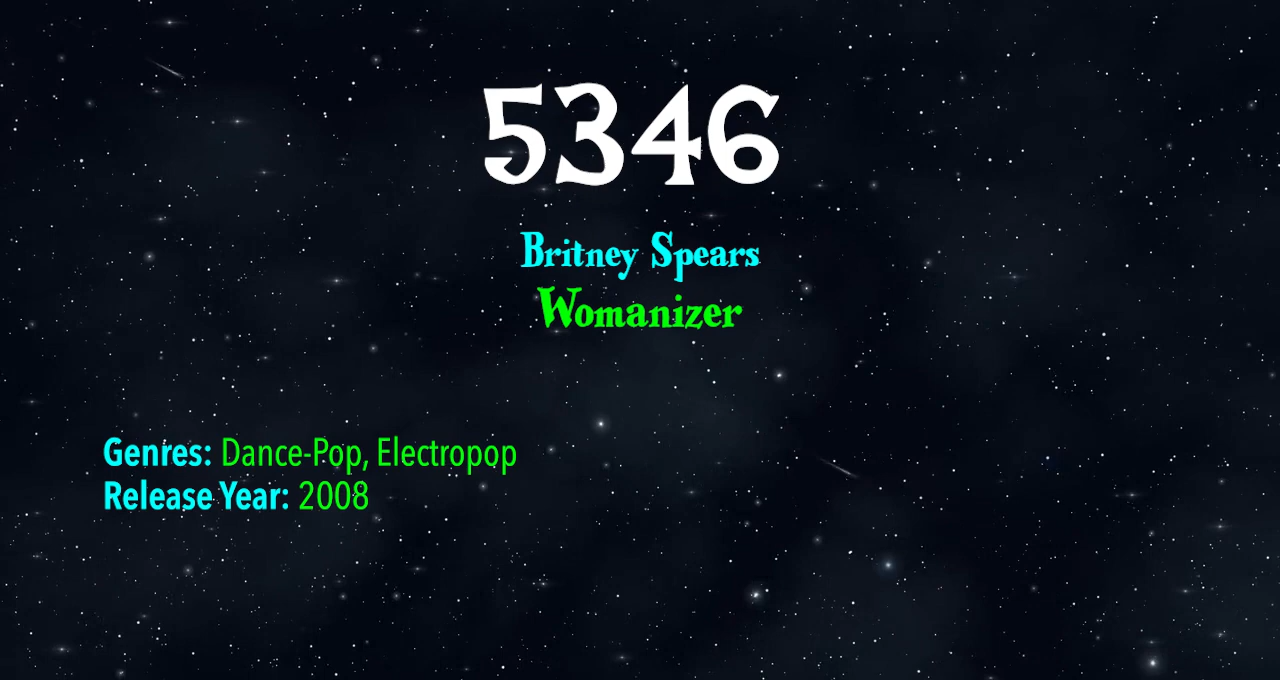 5346
Britney Spears
Womanizer
Genres: Dance-Pop, Electropop
Release Year: 2008